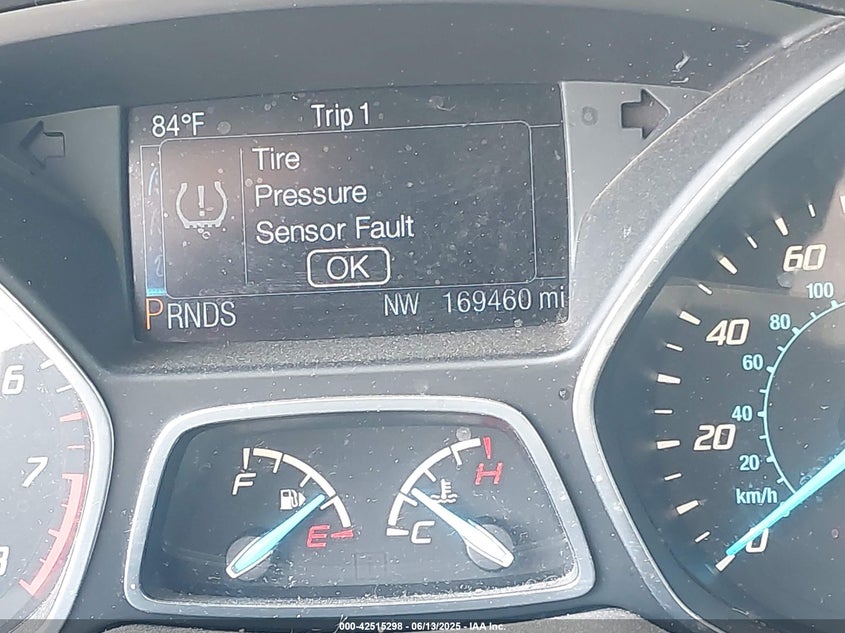 84°F Trip 1
Tire
Pressure
Sensor Fault
OK
PRNDS NW 169460 mi
6
7
8
F
E
H
C
60
40
20
0
100
80
60
40
20
km/h
000-42515298 - 06/13/2025 - IAA Inc.